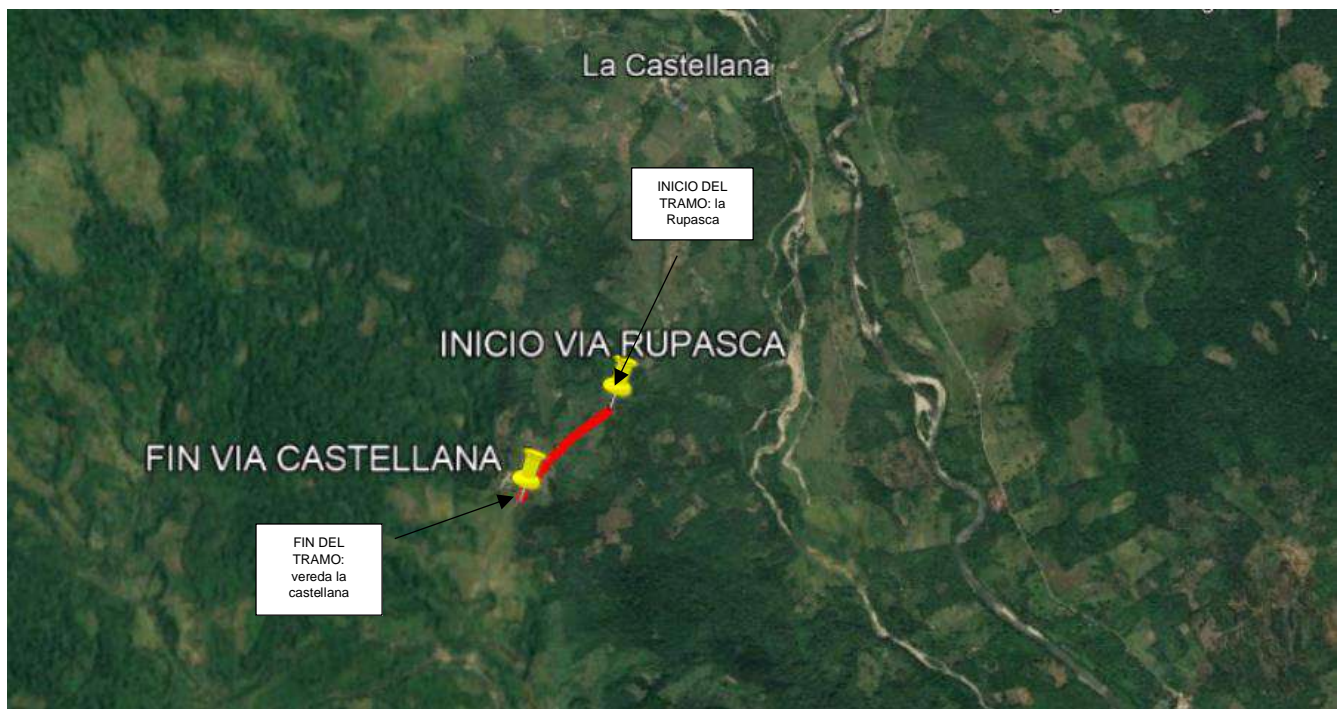 La Castellana
INICIO DEL
TRAMO: la
Rupasca
INICIO VIA RUPASCA
FIN VIA CASTELLANA
FIN DEL
TRAMO:
vereda la
castellana